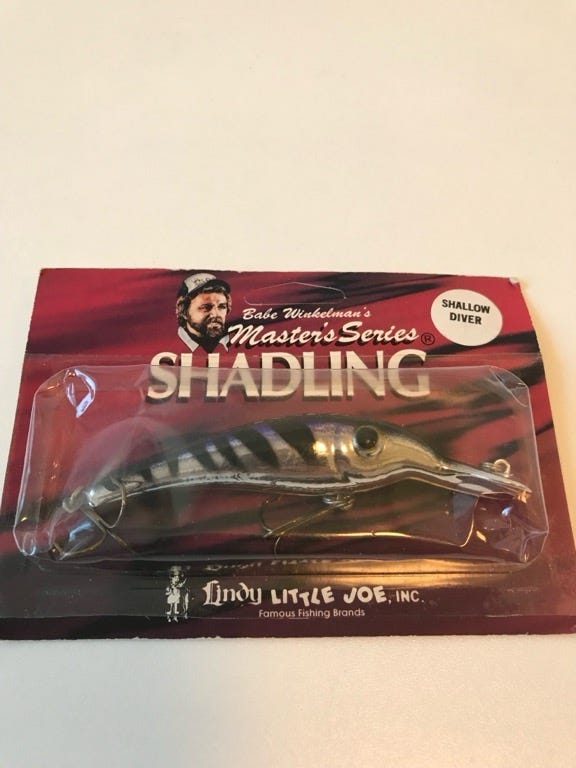 Babe Winkelman's
Master's Series®
SHADLING
SHALLOW
DIVER
Lindy LITTLE JOE, INC.
Famous Fishing Brands